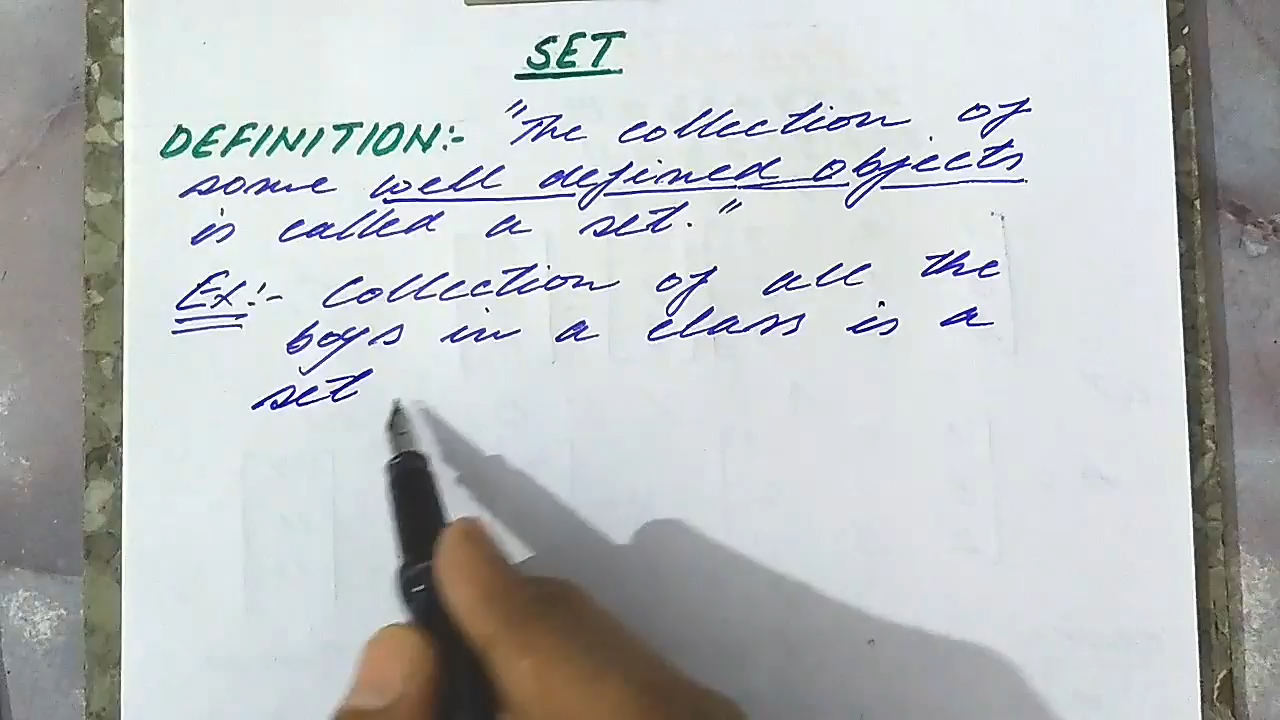 SET
DEFINITION:- "The collection of
some well defined objects
is called a set."
Ex:- Collection of all the
boys in a class is a
set